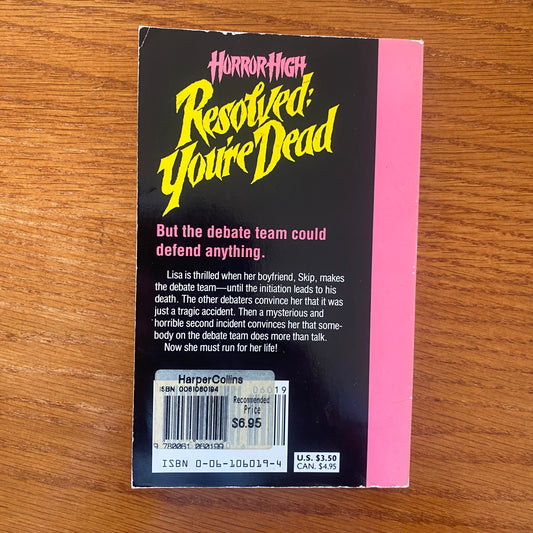 HORROR HIGH
Resolved:
You're Dead
But the debate team could
defend anything.
Lisa is thrilled when her boyfriend, Skip, makes
the debate team—until the initiation leads to his
death. The other debaters convince her that it was
just a tragic accident. Then a mysterious and
horrible second incident convinces her that some-
body on the debate team does more than talk.
Now she must run for her life!
HarperCollins
ISBN 0061060194
06019
Recommended
Price
$6.95
9 780061 060199
ISBN 0-06-106019-4
U.S. $3.50
CAN. $4.95